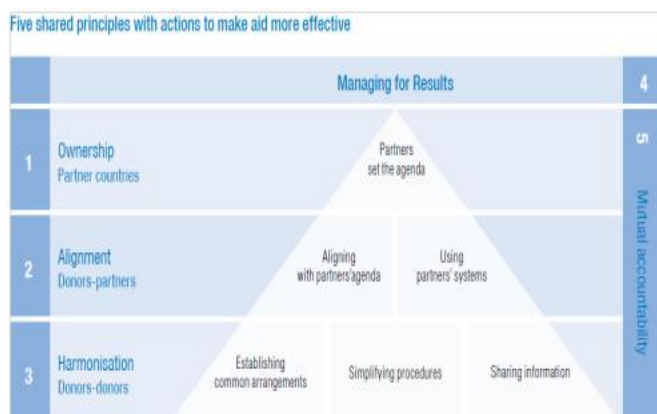 Five shared principles with actions to make aid more effective
Managing for Results
4
1
Ownership
Partner countries
Partners
set the agenda
2
Alignment
Donors-partners
Aligning
with partners'agenda
Using
partners' systems
3
Harmonisation
Donors-donors
Establishing
common arrangements
Simplifying procedures
Sharing information
5
Mutual accountability